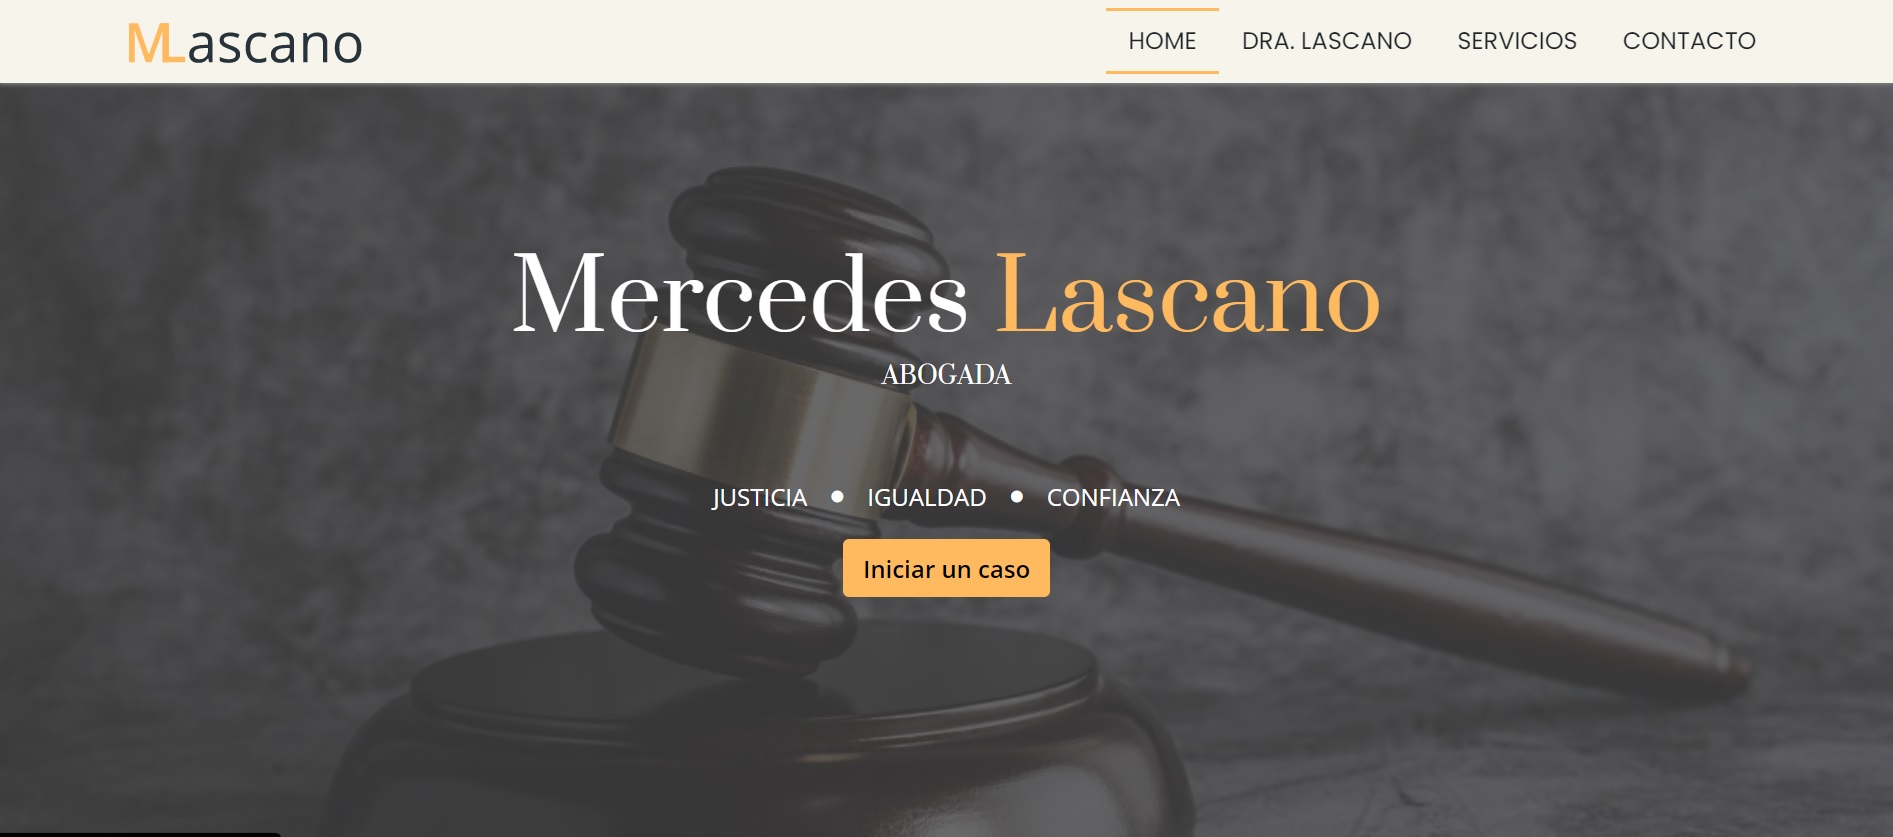 MLascano
HOME DRA. LASCANO SERVICIOS CONTACTO
Mercedes Lascano
ABOGADA
JUSTICIA ● IGUALDAD ● CONFIANZA
Iniciar un caso